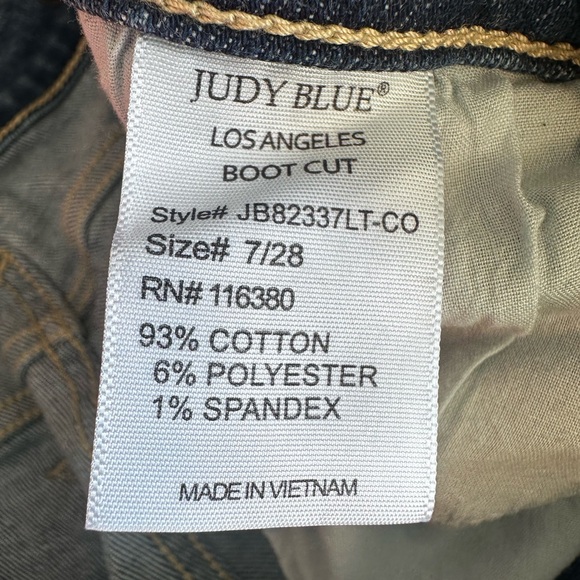 JUDY BLUE®
LOS ANGELES
BOOT CUT
Style# JB82337LT-CO
Size# 7/28
RN# 116380
93% COTTON
6% POLYESTER
1% SPANDEX
MADE IN VIETNAM